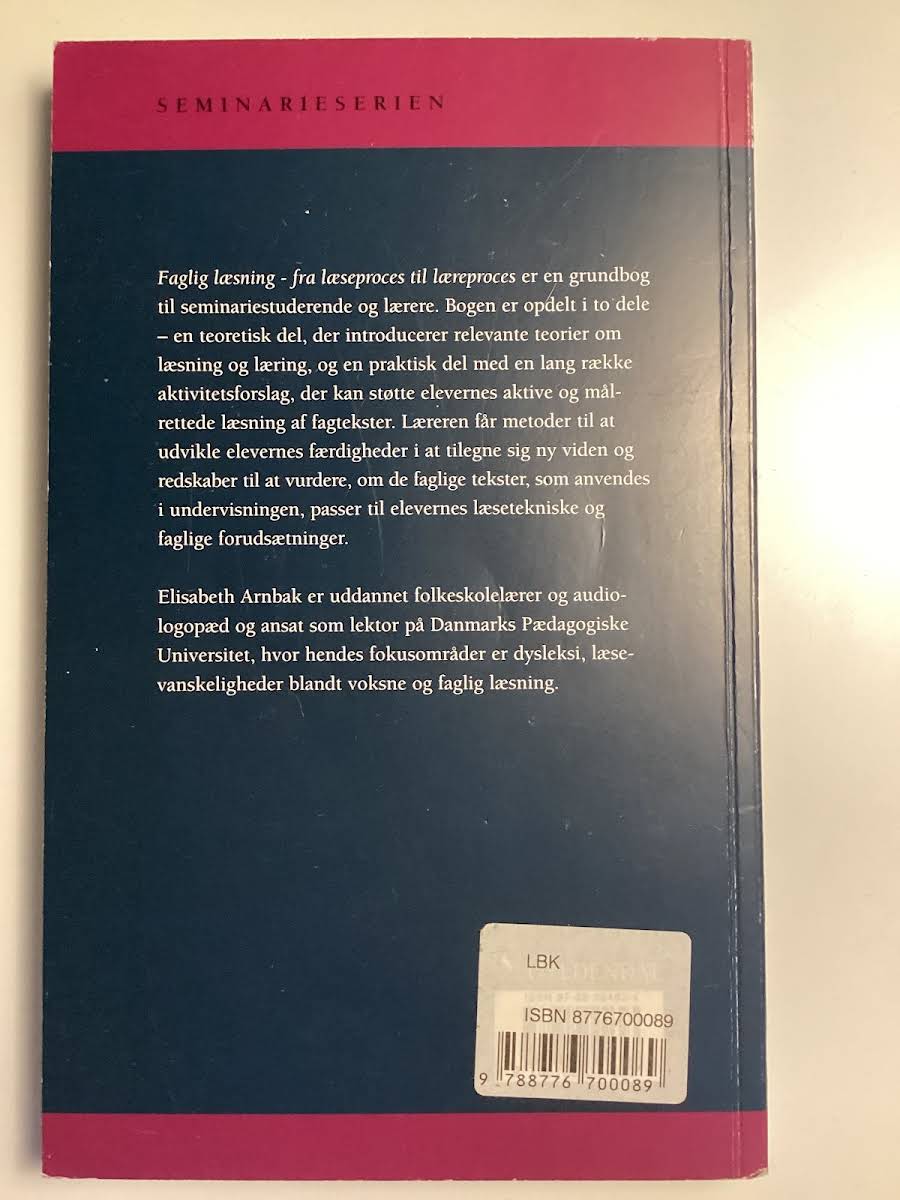 SEMINARIESERIEN
Faglig læsning - fra læseproces til læreproces er en grundbog
til seminariestuderende og lærere. Bogen er opdelt i to dele
– en teoretisk del, der introducerer relevante teorier om
læsning og læring, og en praktisk del med en lang række
aktivitetsforslag, der kan støtte elevernes aktive og mål-
rettede læsning af fagtekster. Læreren får metoder til at
udvikle elevernes færdigheder i at tilegne sig ny viden og
redskaber til at vurdere, om de faglige tekster, som anvendes
i undervisningen, passer til elevernes læsetekniske og
faglige forudsætninger.
Elisabeth Arnbak er uddannet folkeskolelærer og audio-
logopæd og ansat som lektor på Danmarks Pædagogiske
Universitet, hvor hendes fokusområder er dysleksi, læse-
vanskeligheder blandt voksne og faglig læsning.
LBK
ISBN 8776700089
9 788776 700089